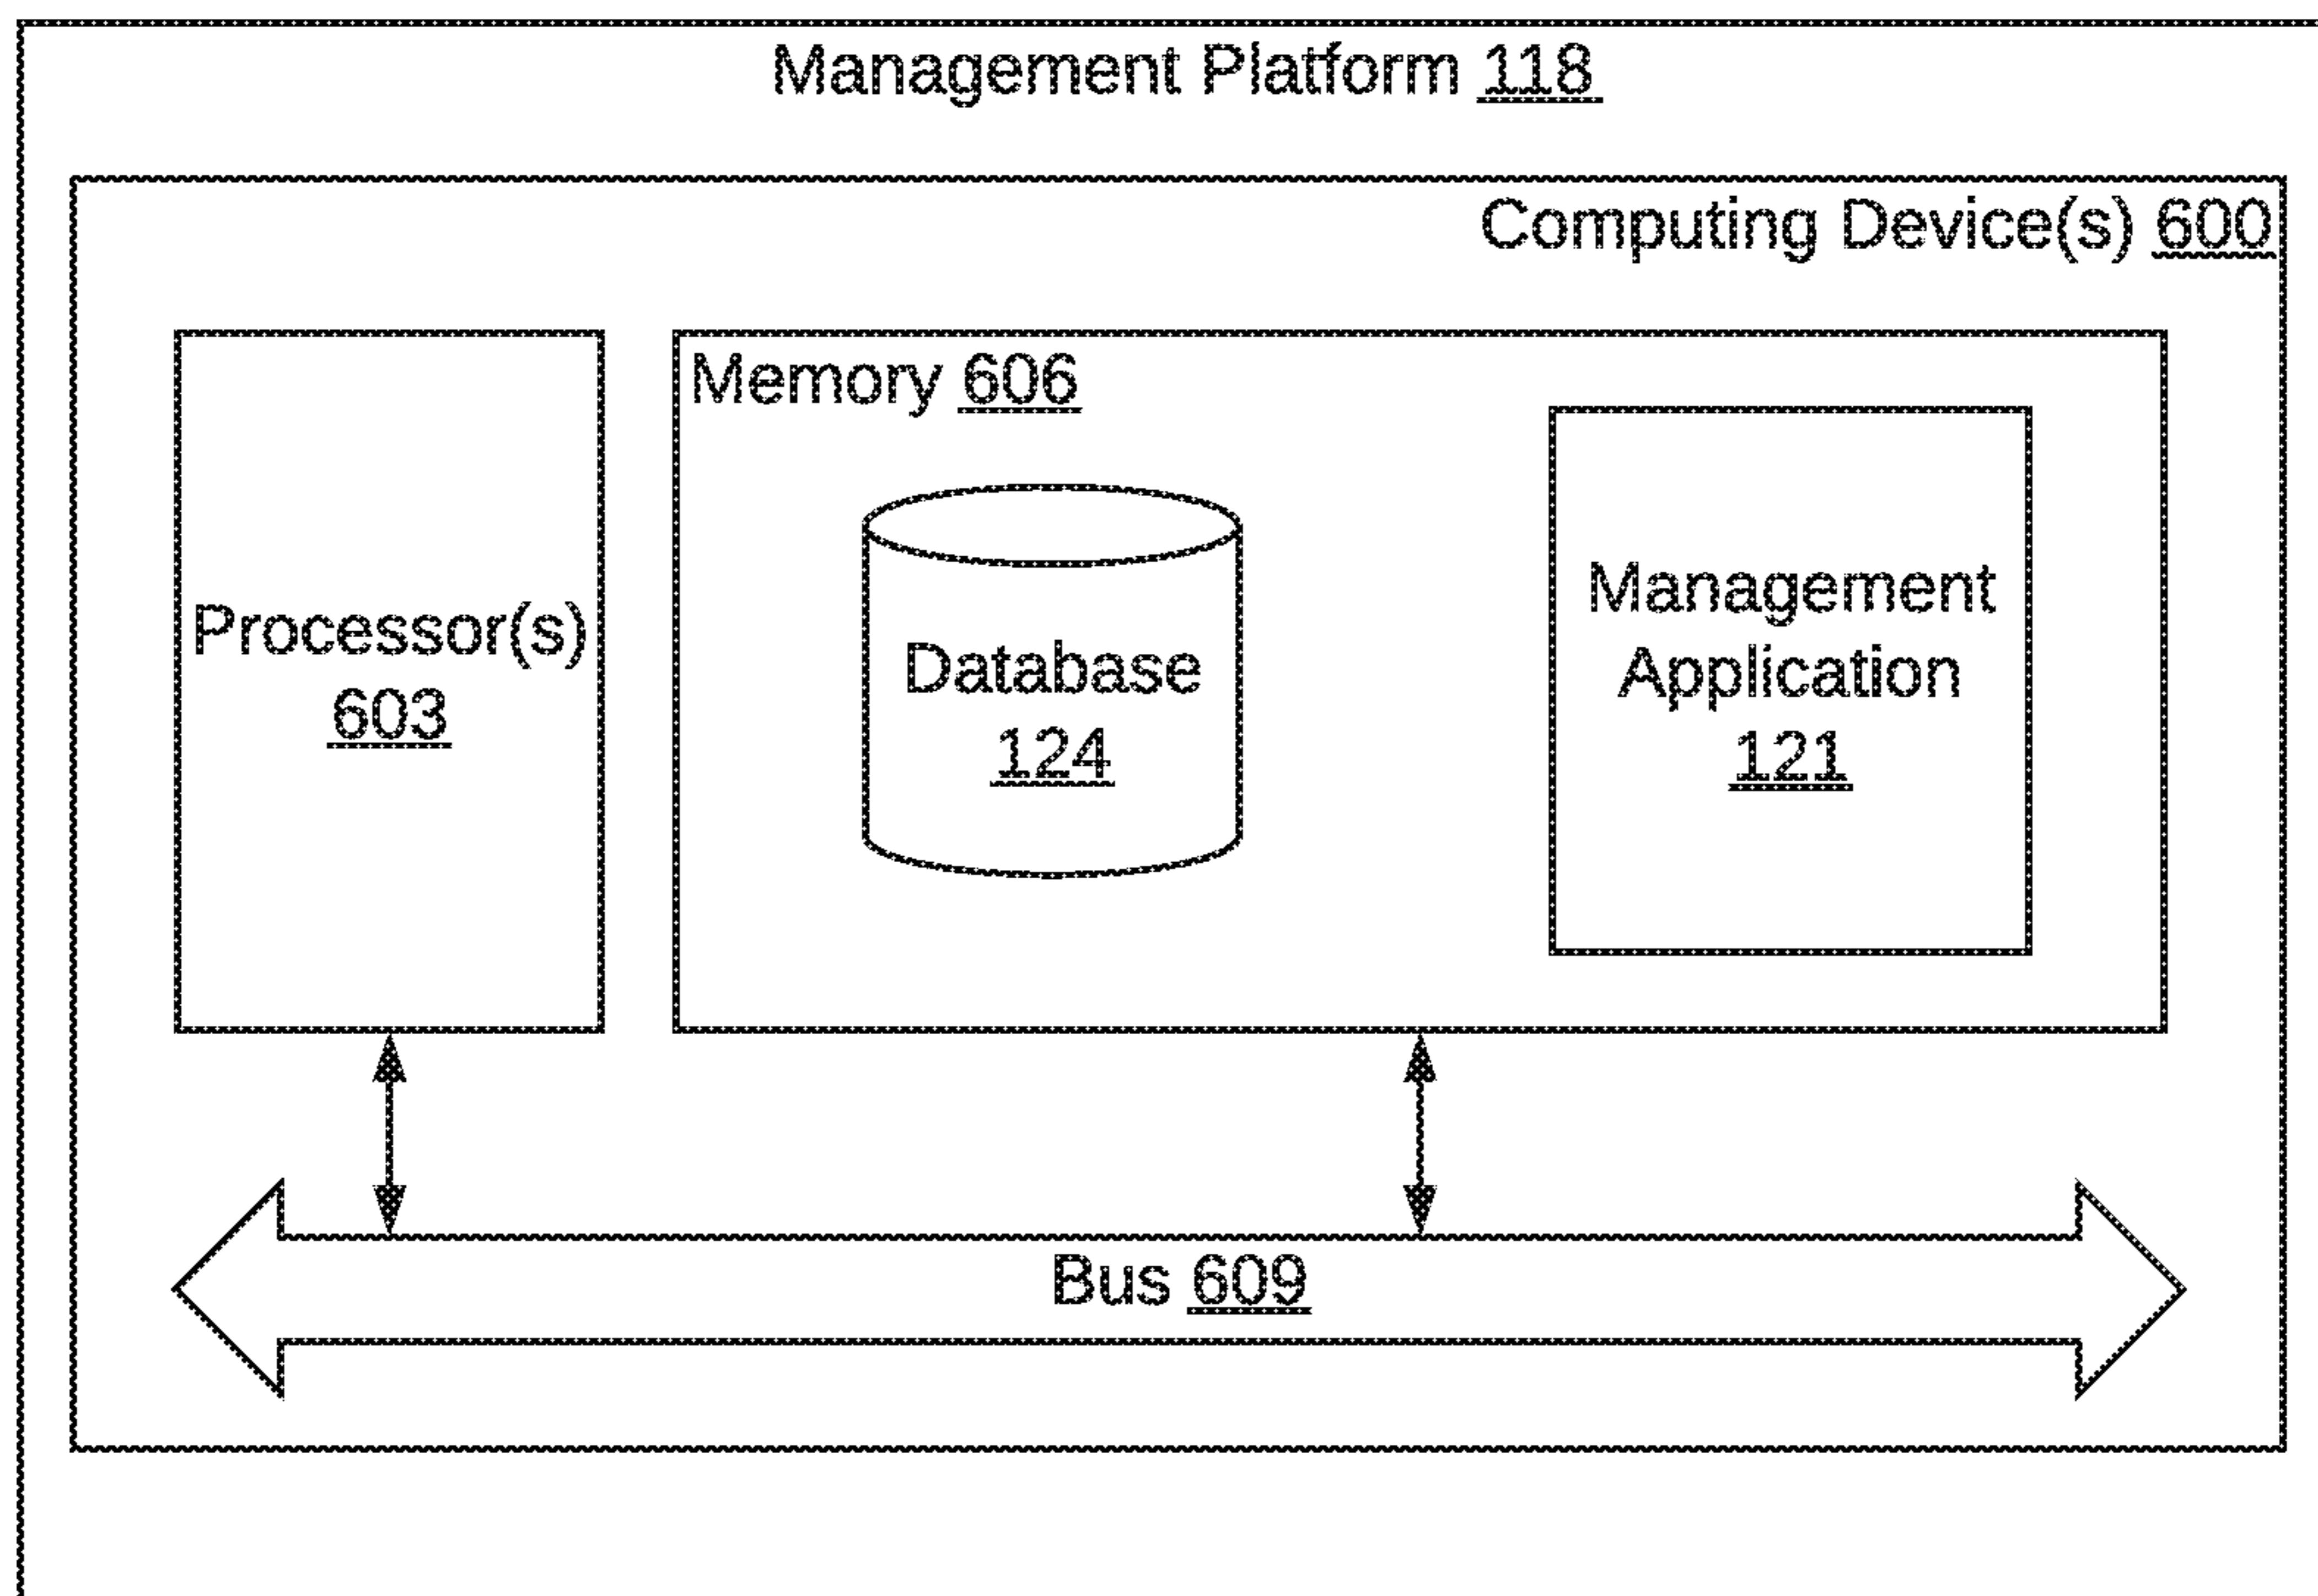 Management Platform 118
Computing Device(s) 600
Memory 606
Processor(s)
603
Database
124
Management
Application
121
Bus 609